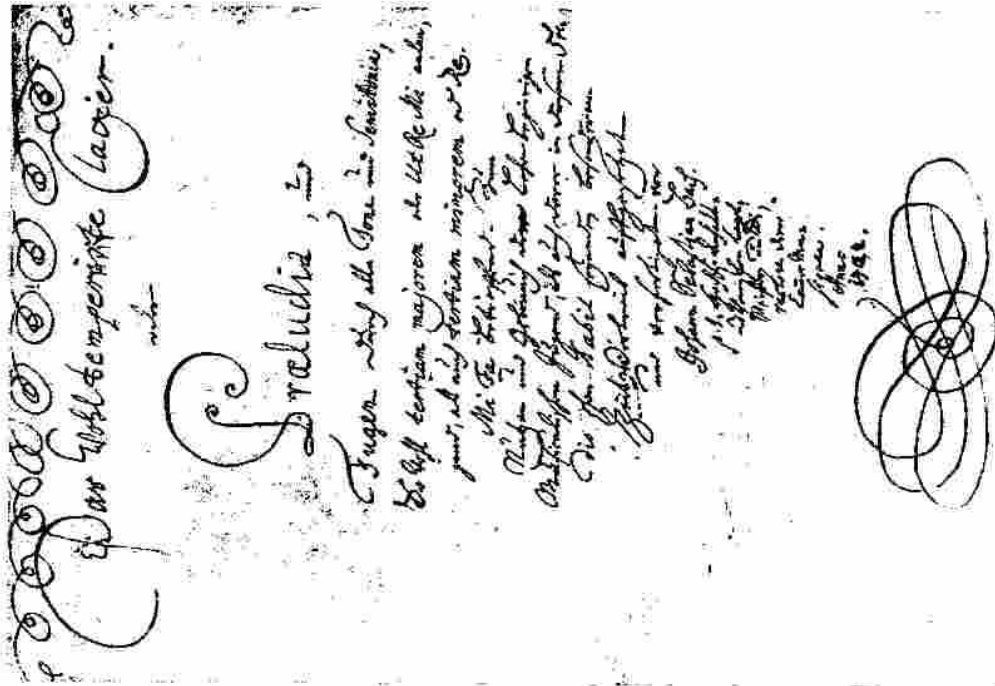 Das Wohltemperirte Clavier.
oder
Præludia, und
Fugen durch alle Tone und Semitonia,
So wohl tertiam majorem oder Ut Re Mi anlan,
gend, als auch tertiam minorem oder Re
Mi Fa betreffend. Zum
Nutzen und Gebrauch der Lehrbegierigen
Musicalischen Jugend, als auch derer in diesem stu,
dio schon habil seyenden besonderem
ZeitVertreib auffgesetzet
und verfertiget von
Johann Sebastian Bach.
Anno
1722.